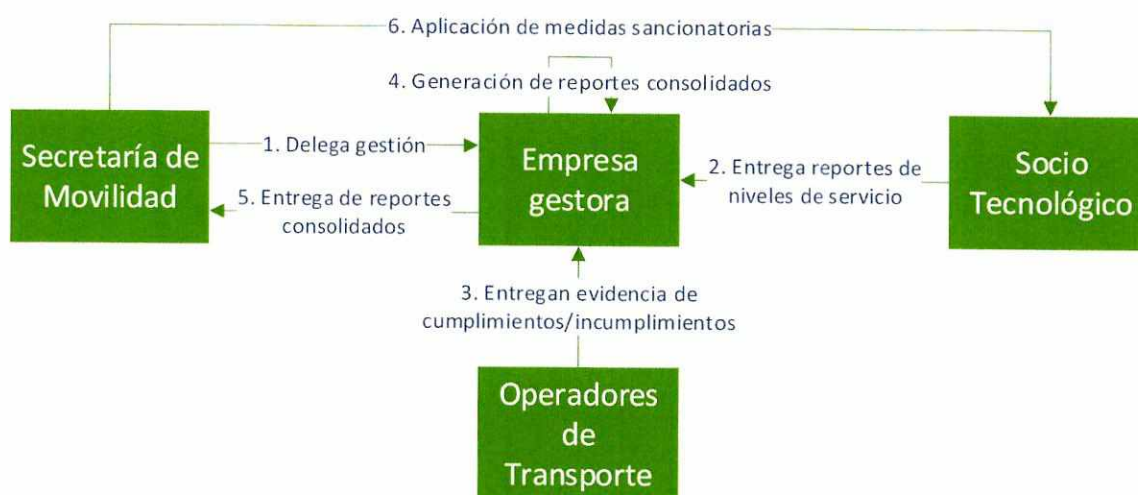 6. Aplicación de medidas sancionatorias
4. Generación de reportes consolidados
Secretaría de
Movilidad
1. Delega gestión
5. Entrega de reportes
consolidados
Empresa
gestora
2. Entrega reportes de
niveles de servicio
Socio
Tecnológico
3. Entregan evidencia de
cumplimientos/incumplimientos
Operadores
de
Transporte